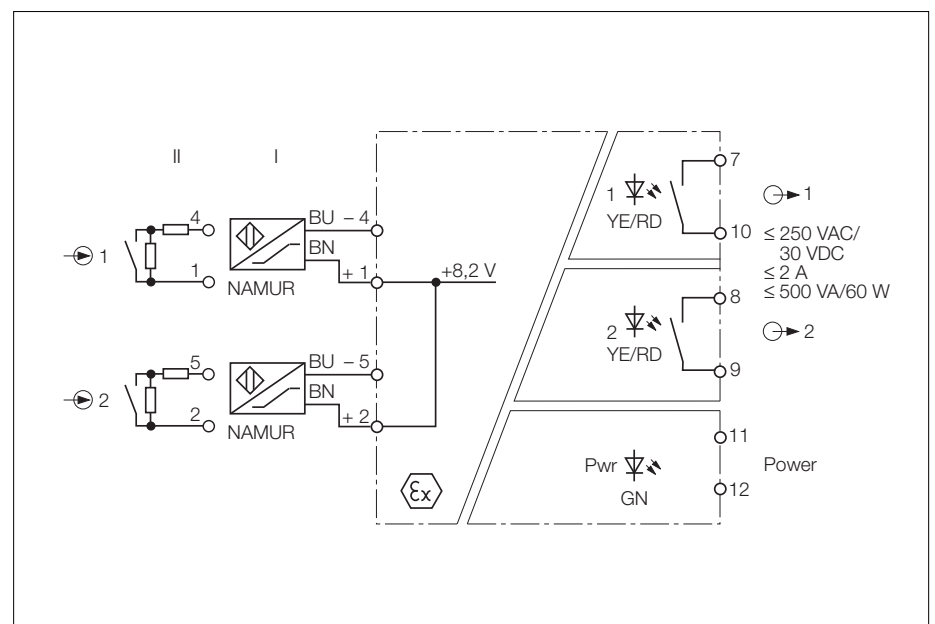 II
I
4
1
1
NAMUR
BU - 4
BN
+ 1
+8,2 V
5
2
2
NAMUR
BU - 5
BN
+ 2
Ex
1
YE/RD
7
10
1
≤ 250 VAC/
30 VDC
≤ 2 A
≤ 500 VA/60 W
2
YE/RD
8
9
2
Pwr
GN
11
12
Power